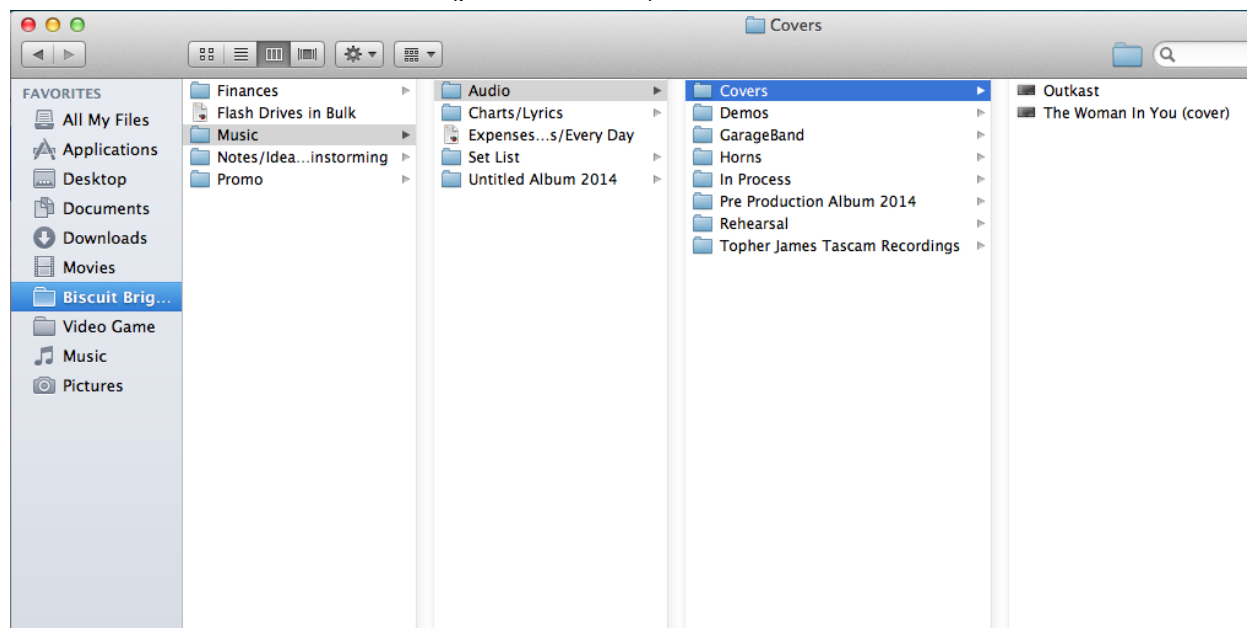 Covers
FAVORITES
All My Files
Applications
Desktop
Documents
Downloads
Movies
Biscuit Brig...
Video Game
Music
Pictures
Finances
Flash Drives in Bulk
Music
Notes/Idea...instorming
Promo
Audio
Charts/Lyrics
Expenses...s/Every Day
Set List
Untitled Album 2014
Covers
Demos
GarageBand
Horns
In Process
Pre Production Album 2014
Rehearsal
Topher James Tascam Recordings
Outkast
The Woman In You (cover)